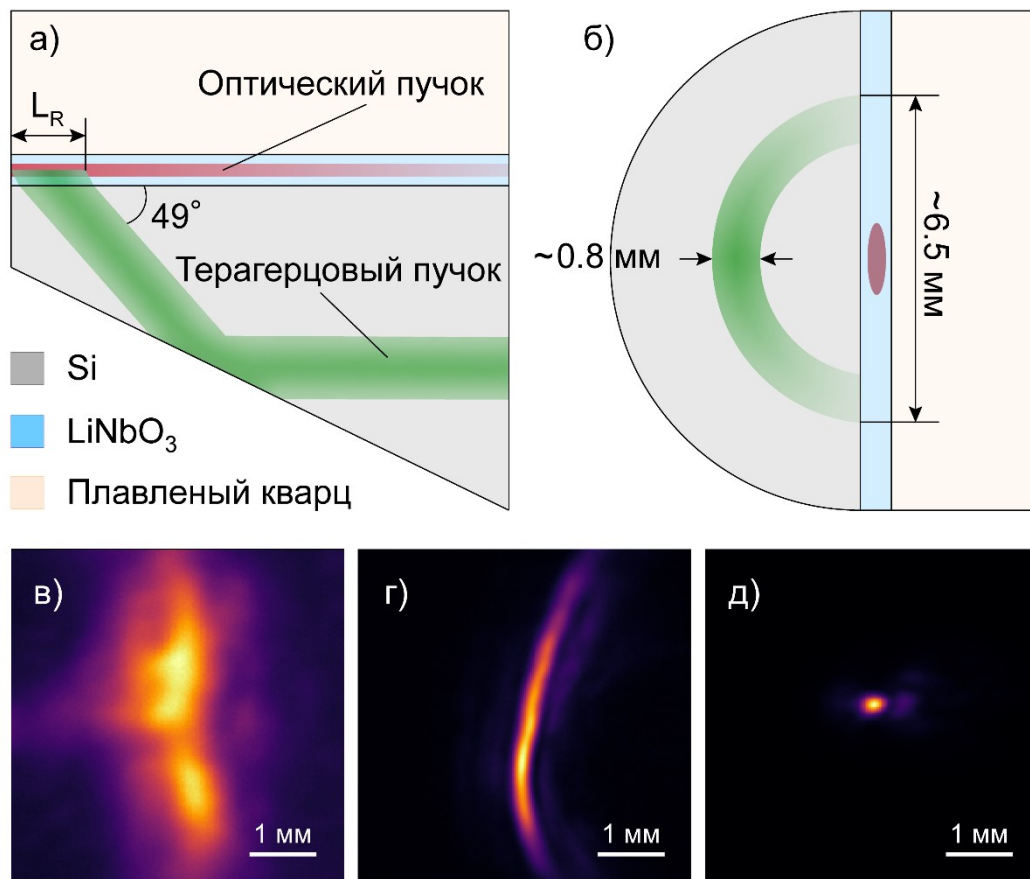 а)
Оптический пучок
L_R
49°
Терагерцовый пучок
Si
LiNbO₃
Плавленый кварц
б)
~0.8 мм
~6.5 мм
в)
1 мм
г)
1 мм
д)
1 мм